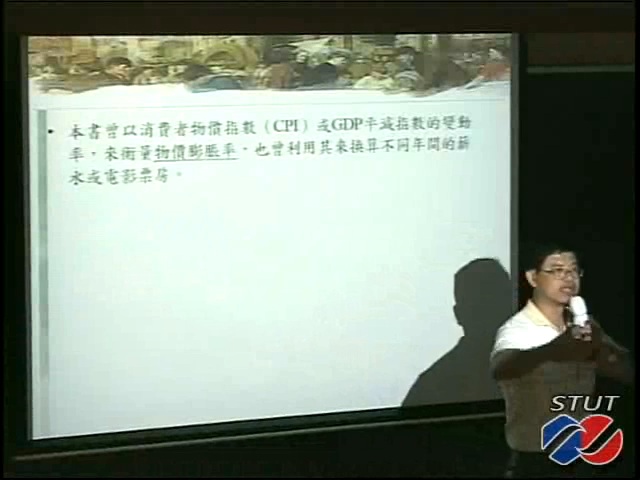 • 本書曾以消費者物價指數（CPI）或GDP平減指數的變動
率，來衡量物價膨脹率，也曾利用其來換算不同年間的薪
水或電影票房。
STUT